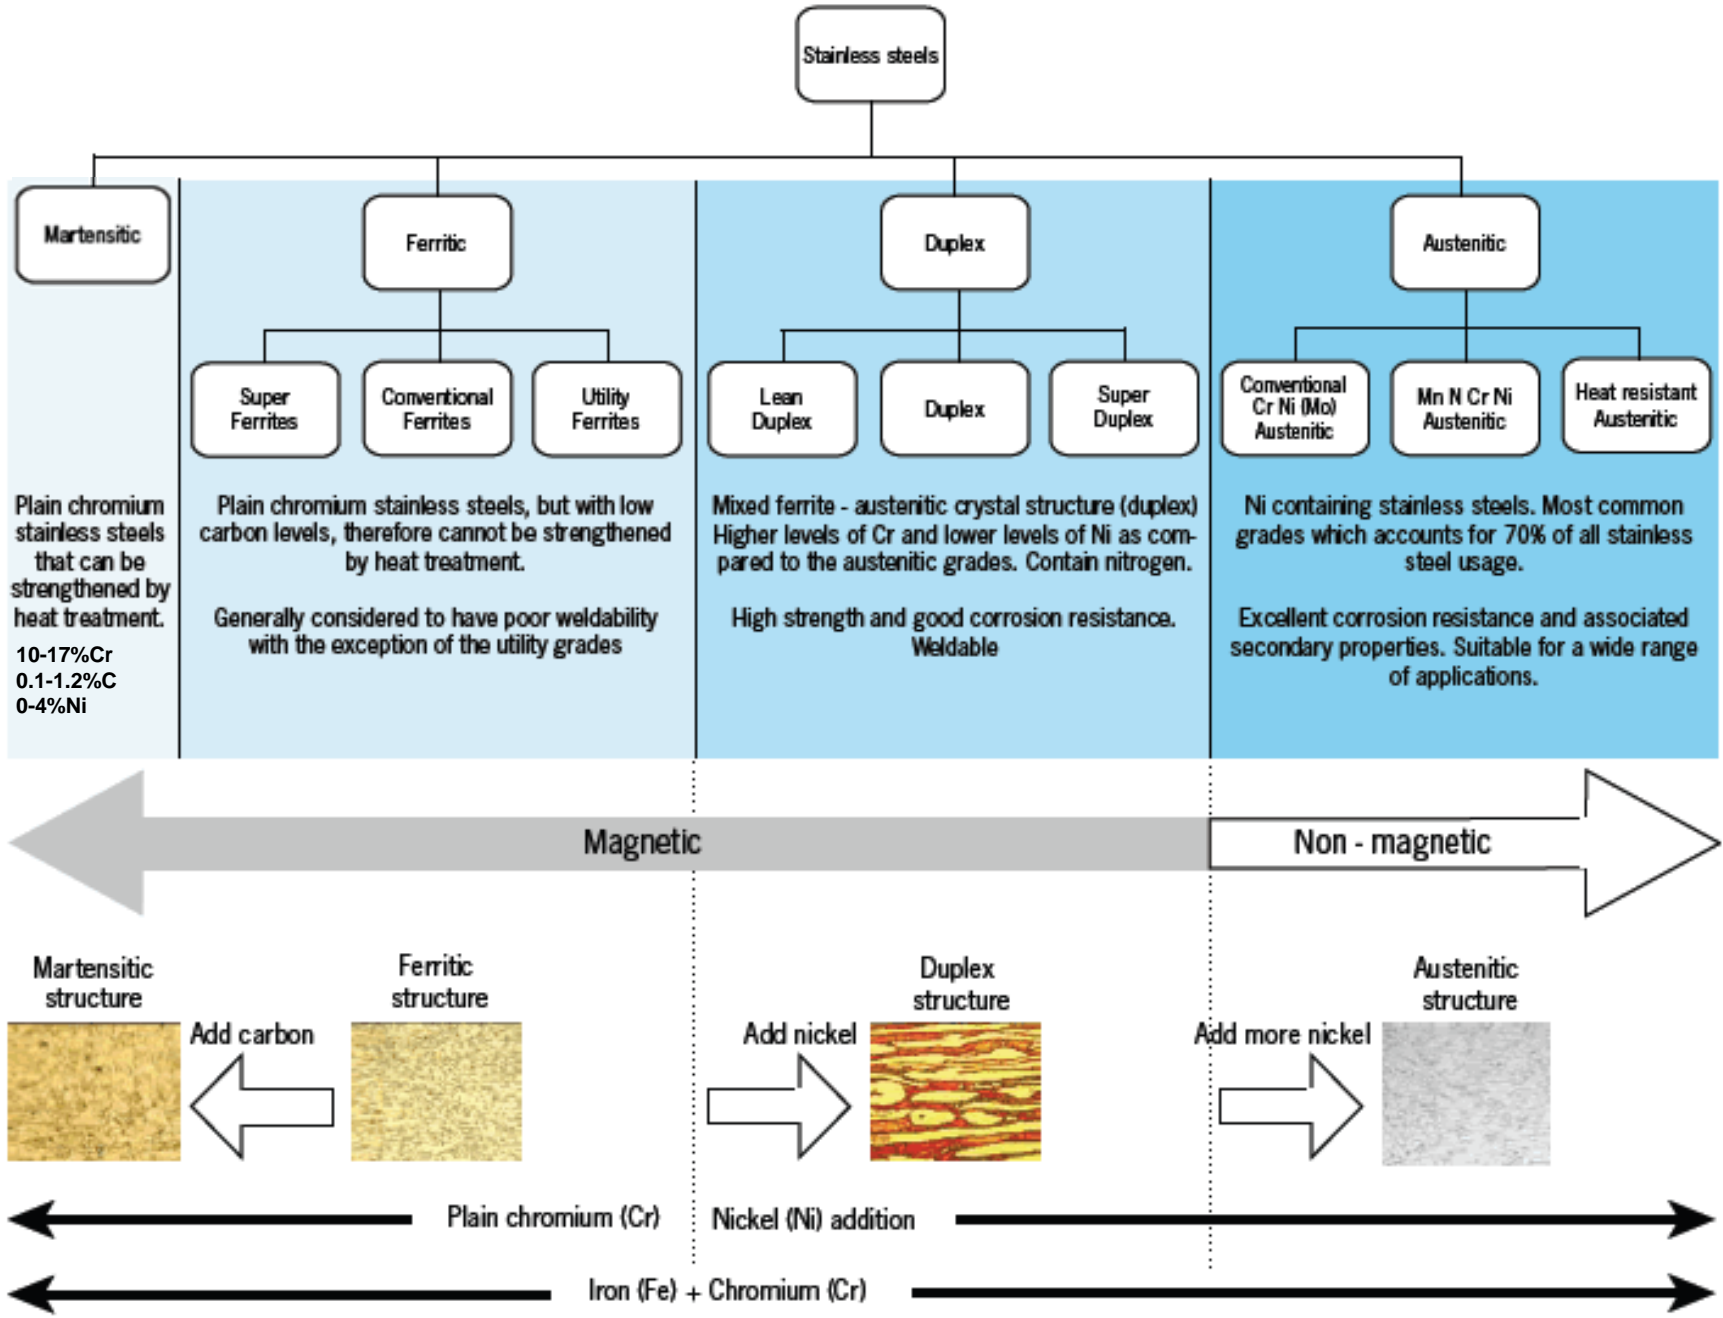 Stainless steels
Martensitic
Ferritic
Duplex
Austenitic
Super
Ferrites
Conventional
Ferrites
Utility
Ferrites
Lean
Duplex
Duplex
Super
Duplex
Conventional
Cr Ni (Mo)
Austenitic
Mn N Cr Ni
Austenitic
Heat resistant
Austenitic
Plain chromium
stainless steels
that can be
strengthened by
heat treatment.
10-17%Cr
0.1-1.2%C
0-4%Ni
Plain chromium stainless steels, but with low
carbon levels, therefore cannot be strengthened
by heat treatment.
Generally considered to have poor weldability
with the exception of the utility grades
Mixed ferrite - austenitic crystal structure (duplex)
Higher levels of Cr and lower levels of Ni as com-
pared to the austenitic grades. Contain nitrogen.
High strength and good corrosion resistance.
Weldable
Ni containing stainless steels. Most common
grades which accounts for 70% of all stainless
steel usage.
Excellent corrosion resistance and associated
secondary properties. Suitable for a wide range
of applications.
Magnetic
Non - magnetic
Martensitic
structure
Add carbon
Ferritic
structure
Add nickel
Duplex
structure
Add more nickel
Austenitic
structure
Plain chromium (Cr)
Nickel (Ni) addition
Iron (Fe) + Chromium (Cr)